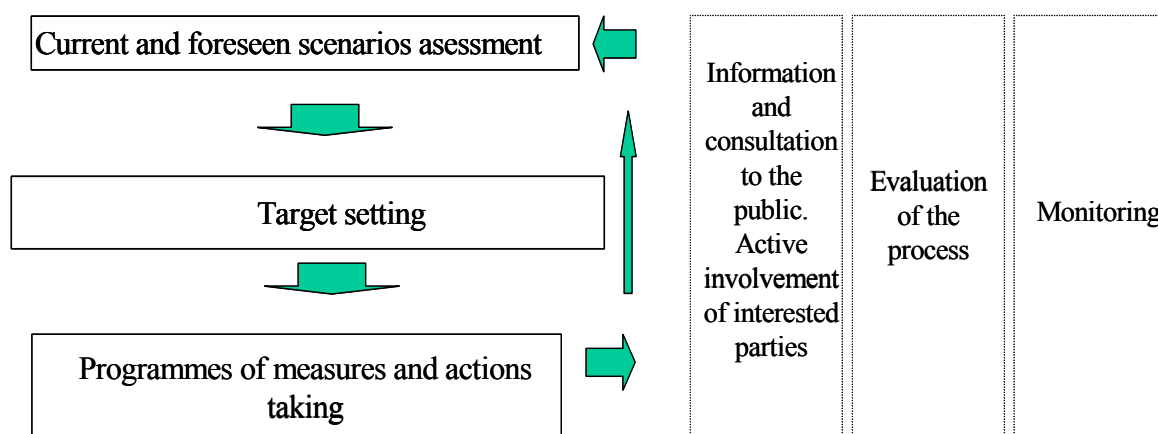 Current and foreseen scenarios asessment
Target setting
Programmes of measures and actions
taking
Information
and
consultation
to the
public.
Active
involvement
of interested
parties
Evaluation
of the
process
Monitoring